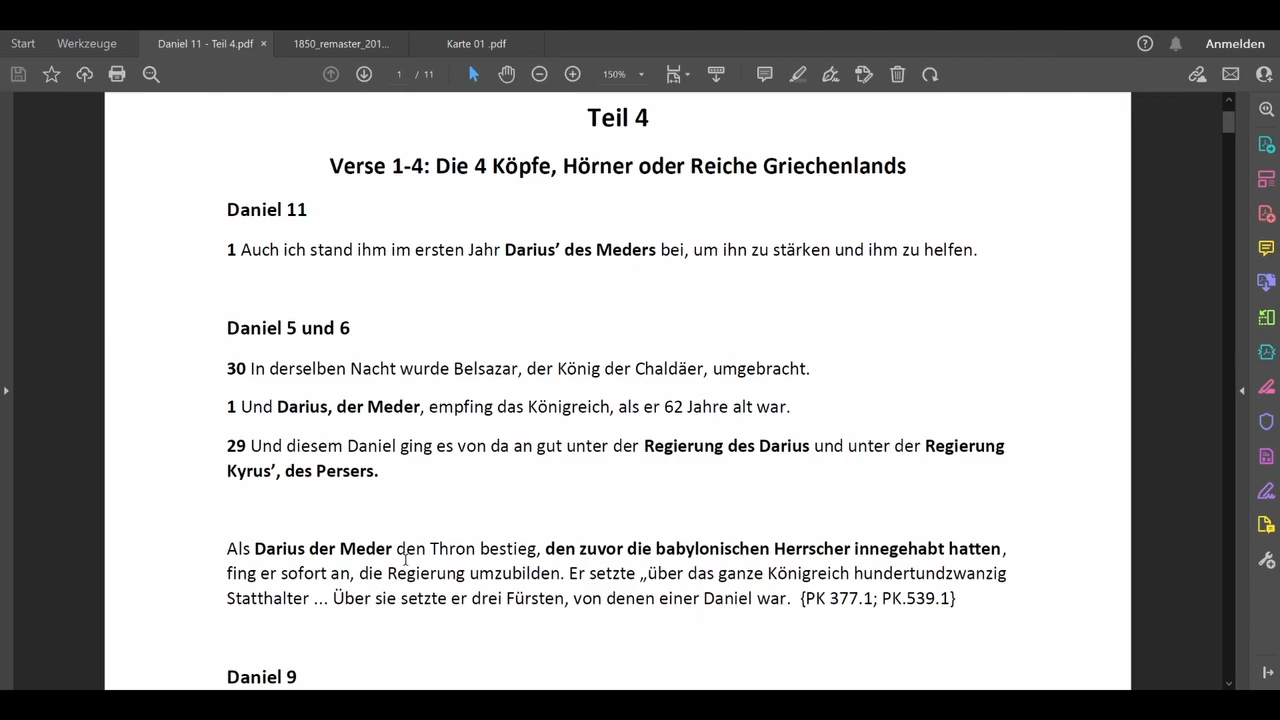 Start Werkzeuge Daniel 11 - Teil 4.pdf × 1850_remaster_201... Karte 01 .pdf Anmelden
1 / 11 150%
Teil 4
Verse 1-4: Die 4 Köpfe, Hörner oder Reiche Griechenlands
Daniel 11
1 Auch ich stand ihm im ersten Jahr Darius’ des Meders bei, um ihn zu stärken und ihm zu helfen.
Daniel 5 und 6
30 In derselben Nacht wurde Belsazar, der König der Chaldäer, umgebracht.
1 Und Darius, der Meder, empfing das Königreich, als er 62 Jahre alt war.
29 Und diesem Daniel ging es von da an gut unter der Regierung des Darius und unter der Regierung
Kyrus’, des Persers.
Als Darius der Meder den Thron bestieg, den zuvor die babylonischen Herrscher innegehabt hatten,
fing er sofort an, die Regierung umzubilden. Er setzte „über das ganze Königreich hundertundzwanzig
Statthalter ... Über sie setzte er drei Fürsten, von denen einer Daniel war. {PK 377.1; PK.539.1}
Daniel 9